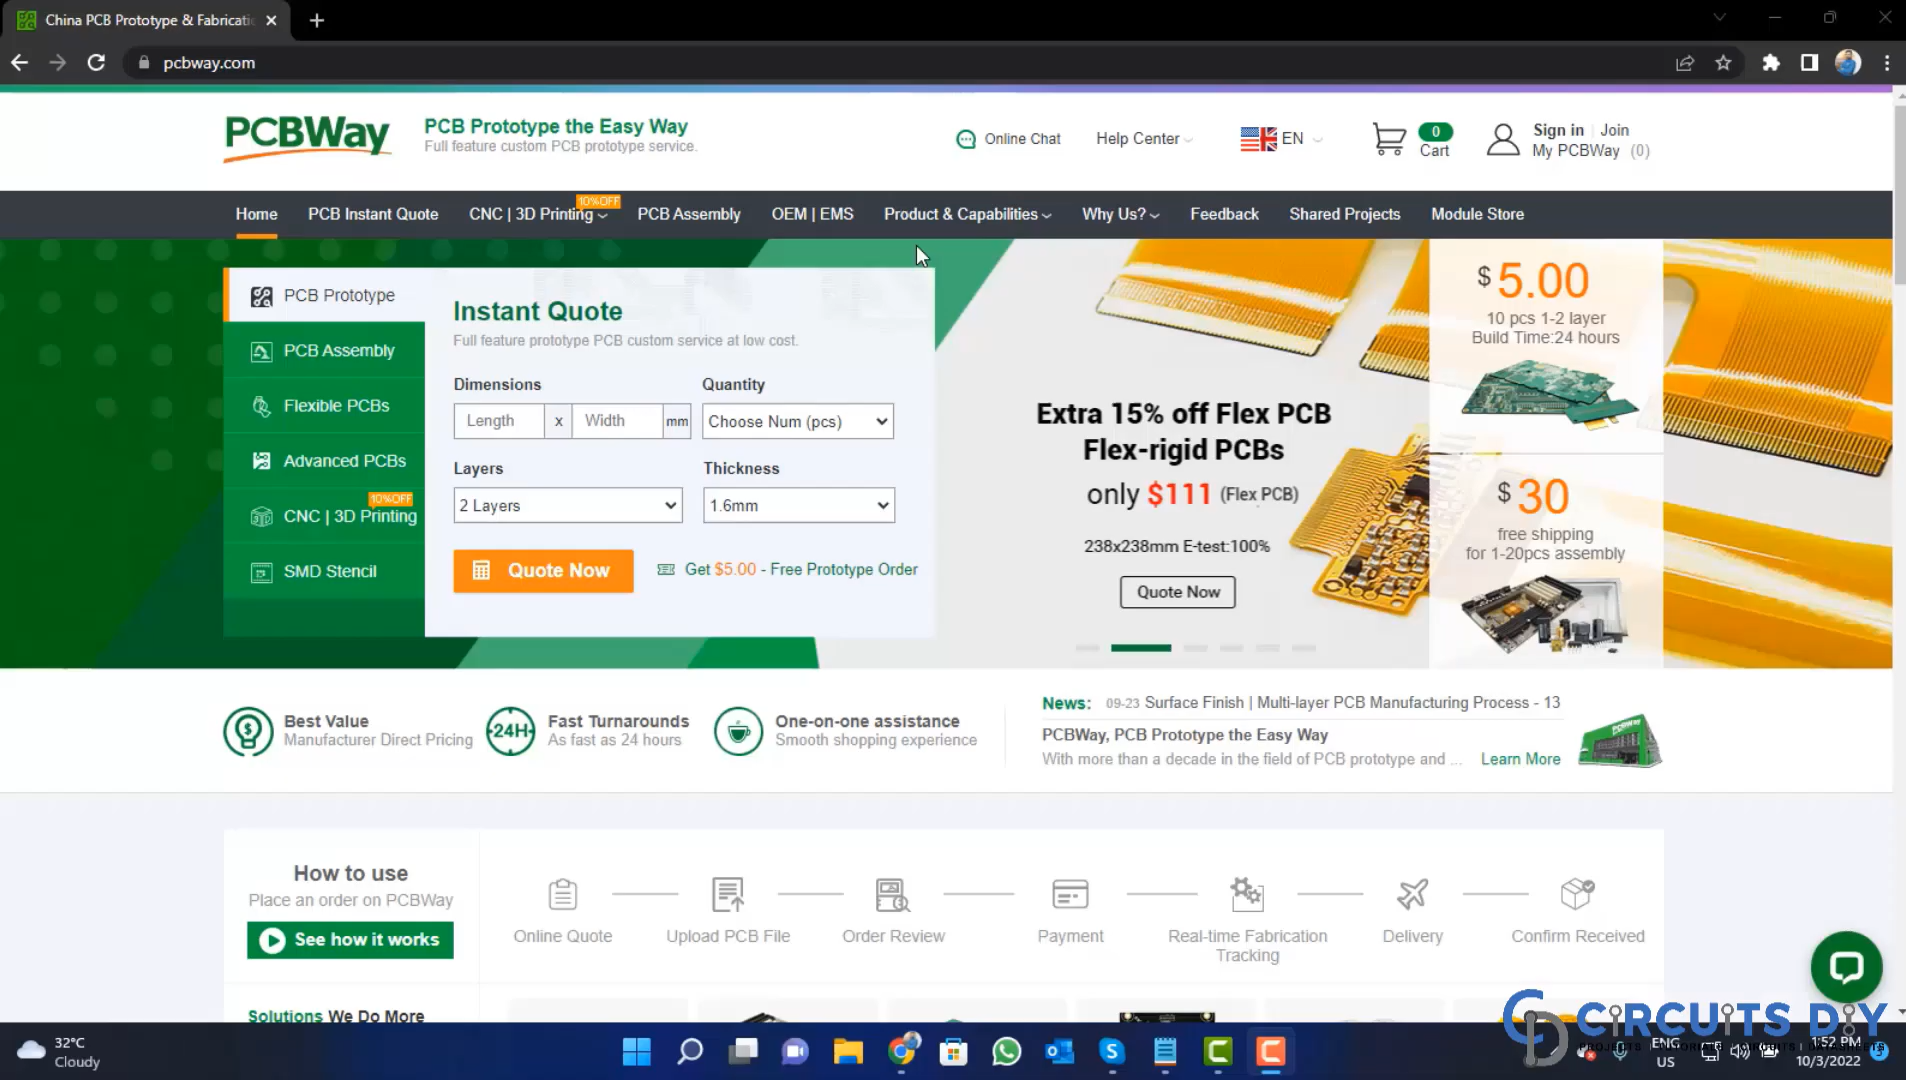 China PCB Prototype & Fabricati
pcbway.com
PCBWay
PCB Prototype the Easy Way
Full feature custom PCB prototype service.
Online Chat
Help Center
EN
0
Cart
Sign in | Join
My PCBWay (0)
Home
PCB Instant Quote
CNC | 3D Printing
10%OFF
PCB Assembly
OEM | EMS
Product & Capabilities
Why Us?
Feedback
Shared Projects
Module Store
PCB Prototype
PCB Assembly
Flexible PCBs
Advanced PCBs
10%OFF
CNC | 3D Printing
SMD Stencil
Instant Quote
Full feature prototype PCB custom service at low cost.
Dimensions
Quantity
Length x Width mm
Choose Num (pcs)
Layers
Thickness
2 Layers
1.6mm
Quote Now
Get $5.00 - Free Prototype Order
Extra 15% off Flex PCB
Flex-rigid PCBs
only $111 (Flex PCB)
238x238mm E-test:100%
Quote Now
$ 5.00
10 pcs 1-2 layer
Build Time:24 hours
$ 30
free shipping
for 1-20pcs assembly
Best Value
Manufacturer Direct Pricing
24H
Fast Turnarounds
As fast as 24 hours
One-on-one assistance
Smooth shopping experience
News: 09-23 Surface Finish | Multi-layer PCB Manufacturing Process - 13
PCBWay, PCB Prototype the Easy Way
With more than a decade in the field of PCB prototype and ... Learn More
PCBWAY
How to use
Place an order on PCBWay
See how it works
Online Quote
Upload PCB File
Order Review
Payment
Real-time Fabrication
Tracking
Delivery
Confirm Received
Solutions We Do More
CIRCUITS DIY
32°C
Cloudy
ENG
US
1:52 PM
10/3/2022
5